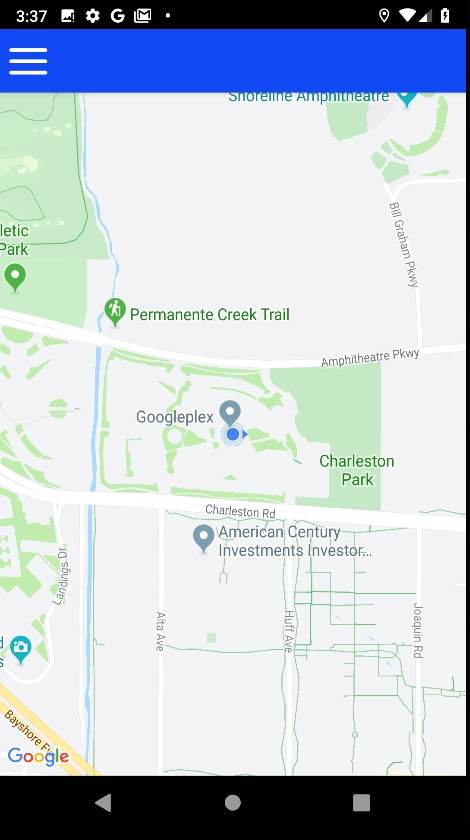 3:37
Shoreline Amphitheatre
Bill Graham Pkwy
letic
Park
Permanente Creek Trail
Amphitheatre Pkwy
Googleplex
Charleston
Park
Charleston Rd
American Century
Investments Investor...
Landings Dr
Alta Ave
Huff Ave
Joaquin Rd
d
s
Bayshore F
Google